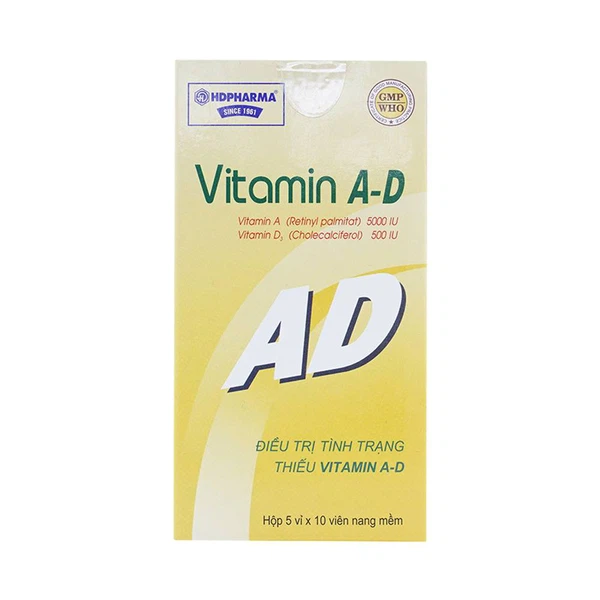 HDPHARMA
SINCE 1961
GMP
WHO
Vitamin A-D
Vitamin A (Retinyl palmitat) 5000 IU
Vitamin D3 (Cholecalciferol) 500 IU
AD
ĐIỀU TRỊ TÌNH TRẠNG
THIẾU VITAMIN A-D
Hộp 5 vỉ x 10 viên nang mềm